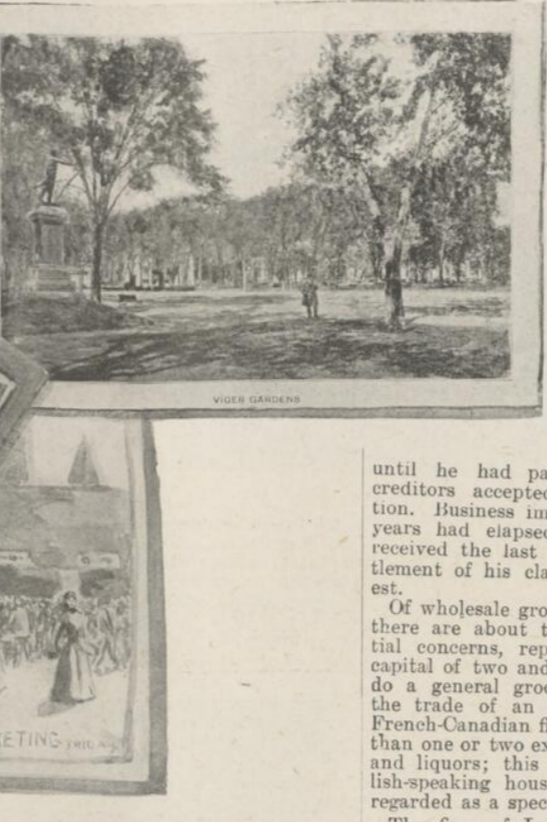 VIGER GARDENS
ETING
until he had pa
creditors accepted
tion. Business im
years had elapsed
received the last
tlement of his cla
est.
Of wholesale gro
there are about t
tial concerns, rep
capital of two and
do a general groc
the trade of an
French-Canadian fi
than one or two ex
and liquors; this
lish-speaking hous
regarded as a spec